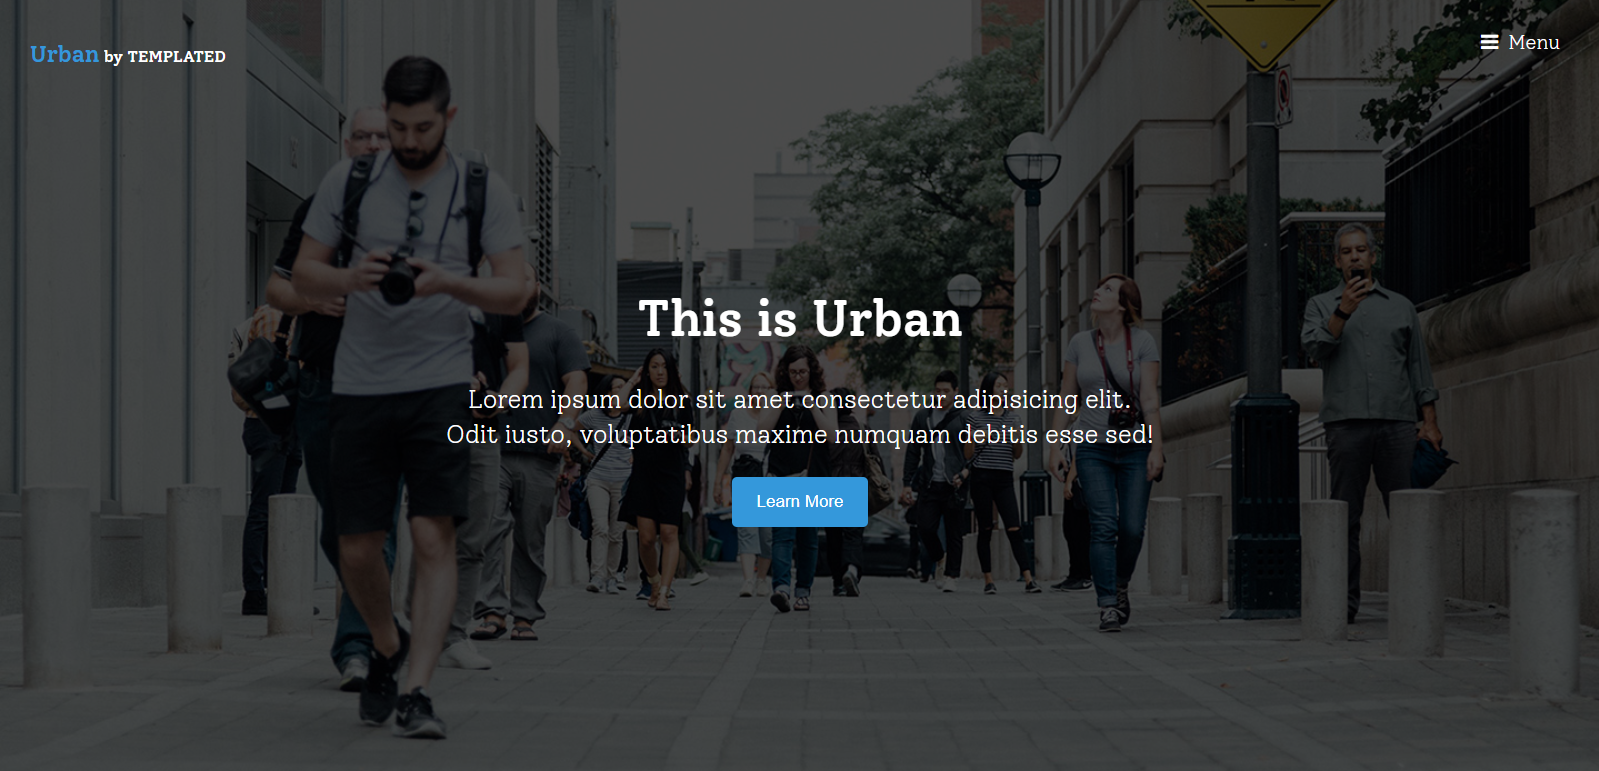 Urban by TEMPLATED
Menu
This is Urban
Lorem ipsum dolor sit amet consectetur adipisicing elit.
Odit iusto, voluptatibus maxime numquam debitis esse sed!
Learn More